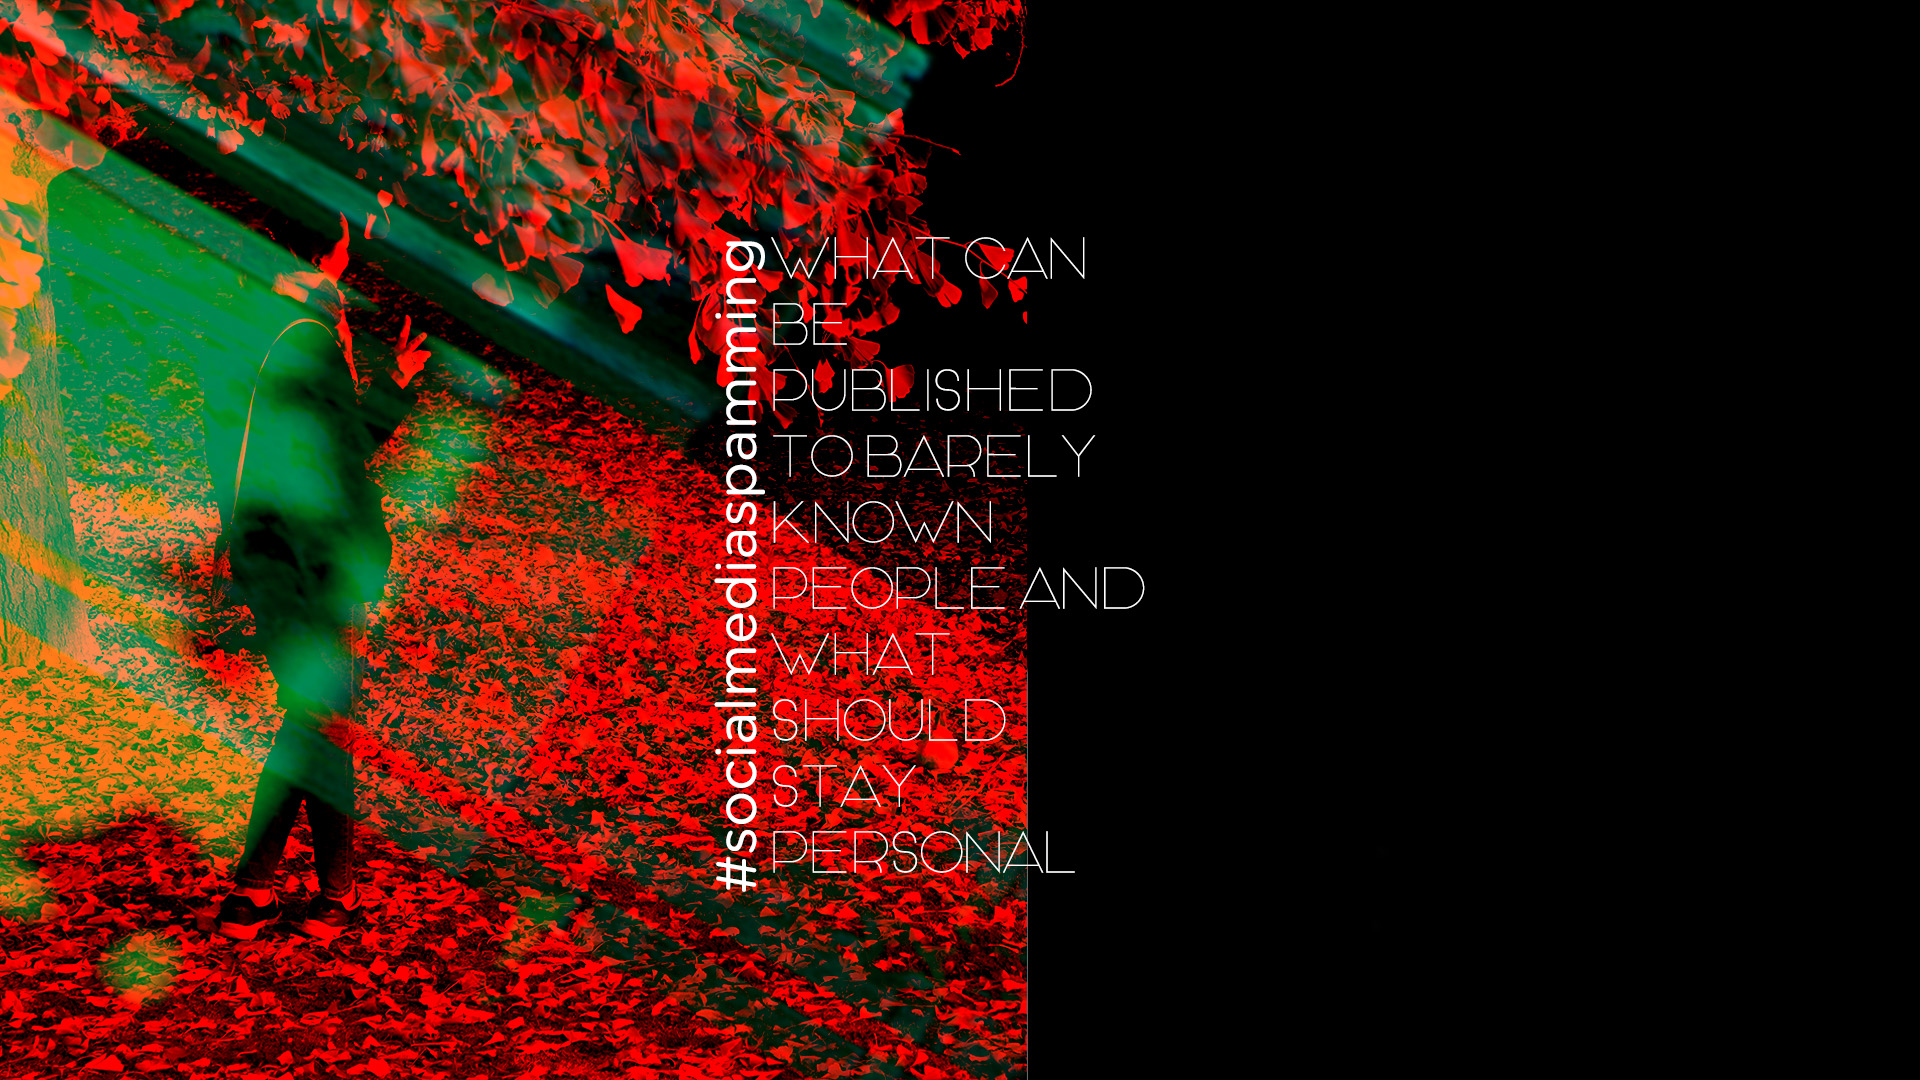 #socialmediaspamming
WHAT CAN
BE
PUBLISHED
TO BARELY
KNOWN
PEOPLE AND
WHAT
SHOULD
STAY
PERSONAL